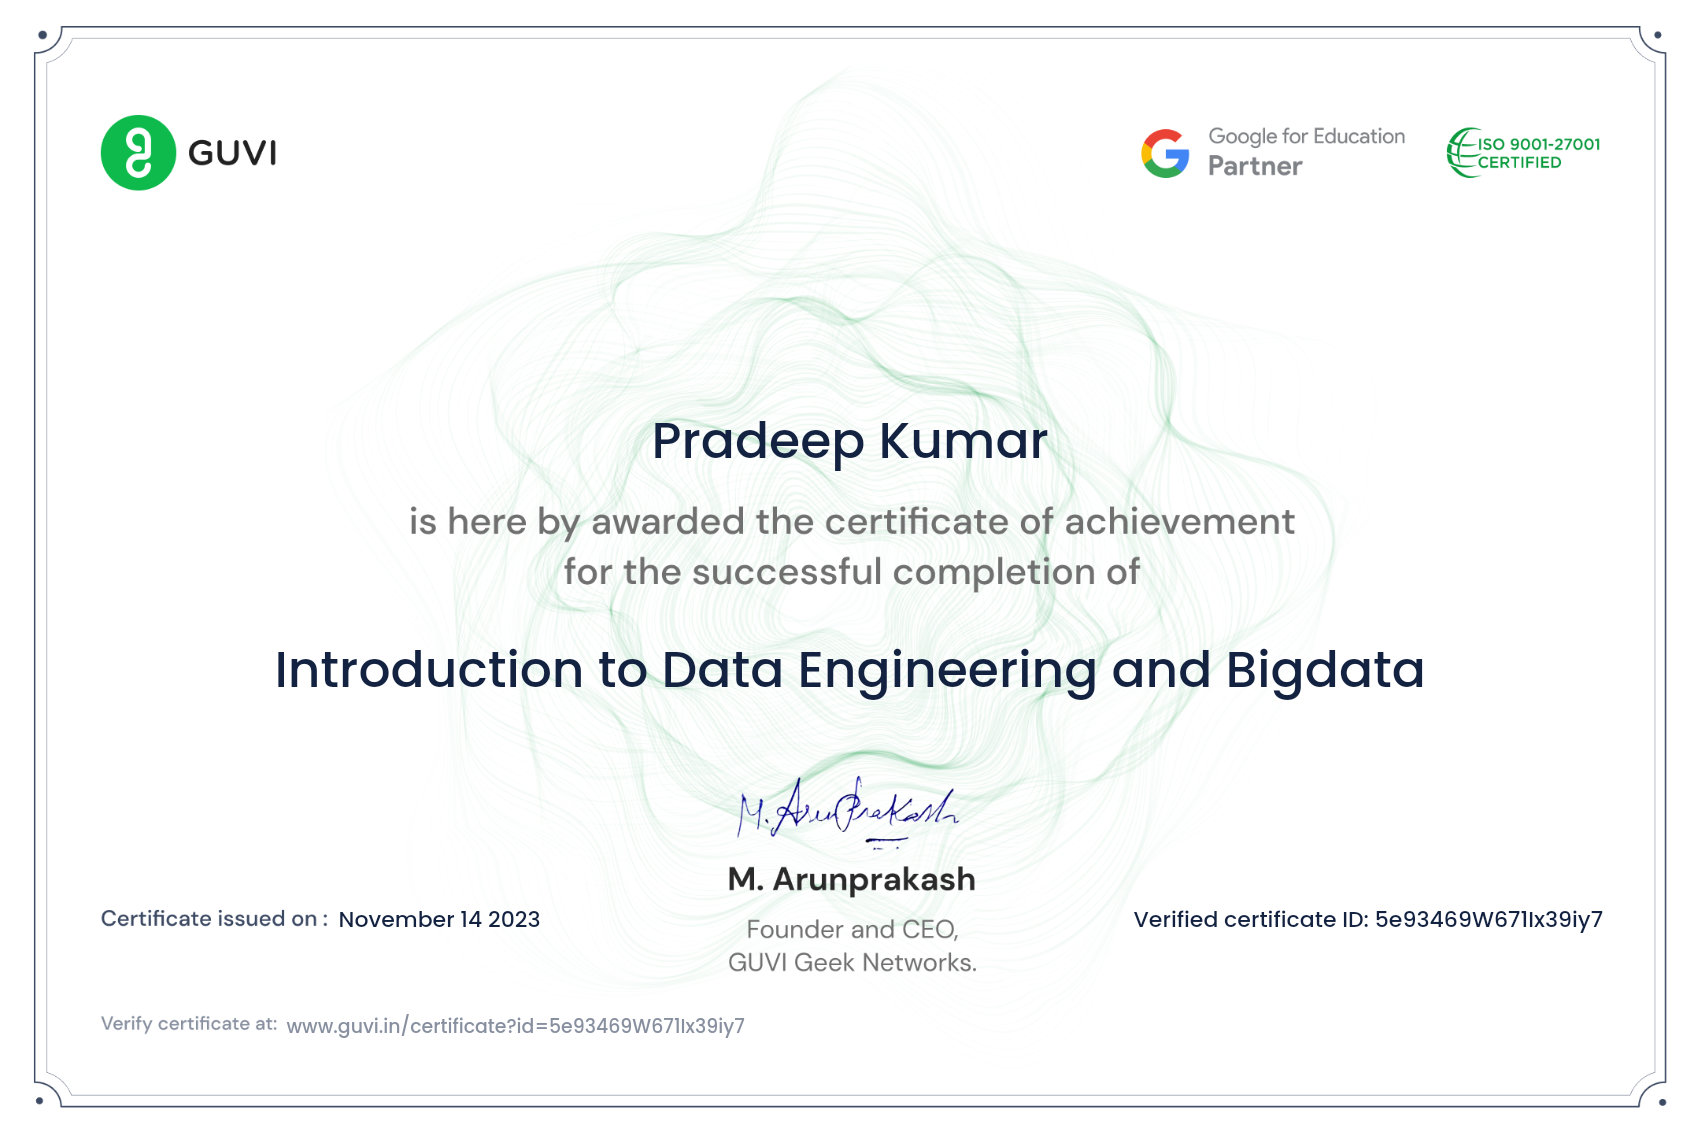 GUVI
Google for Education
Partner
ISO 9001-27001
CERTIFIED
Pradeep Kumar
is here by awarded the certificate of achievement
for the successful completion of
Introduction to Data Engineering and Bigdata
M. Arunprakash
M. Arunprakash
Founder and CEO,
GUVI Geek Networks.
Certificate issued on : November 14 2023
Verified certificate ID: 5e93469W671Ix39iy7
Verify certificate at: www.guvi.in/certificate?id=5e93469W671Ix39iy7